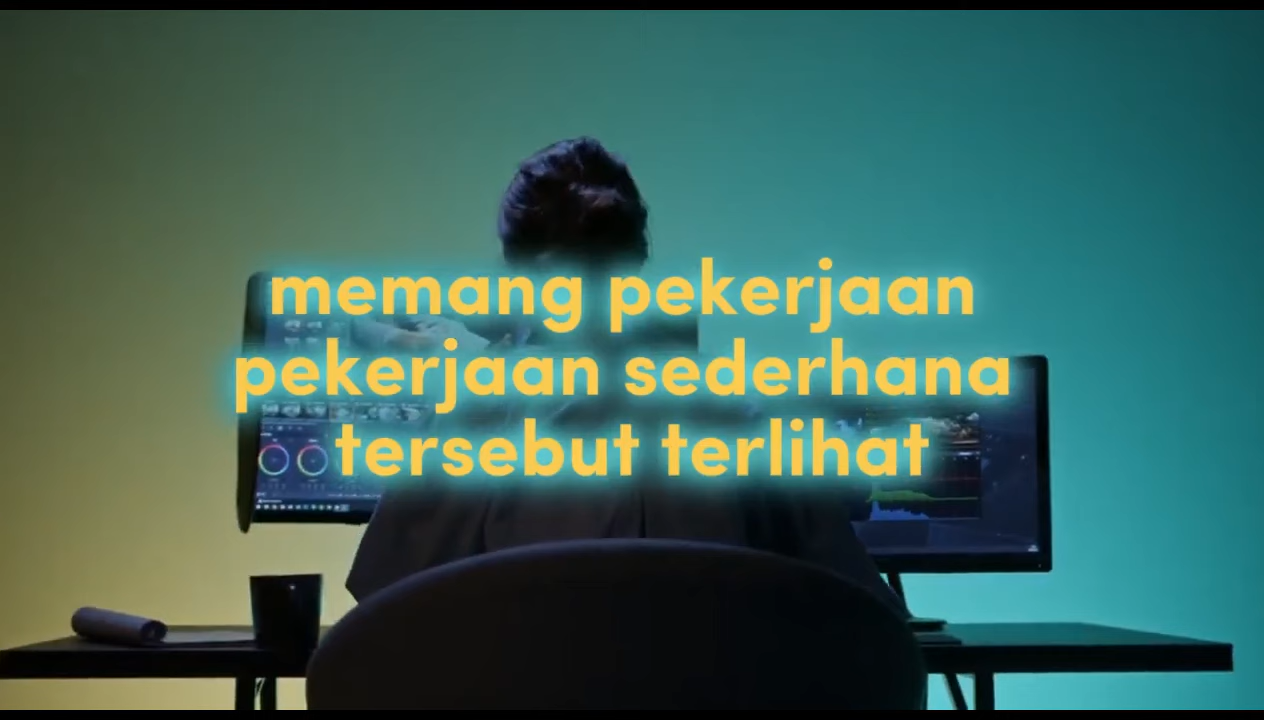 memang pekerjaan
pekerjaan sederhana
tersebut terlihat